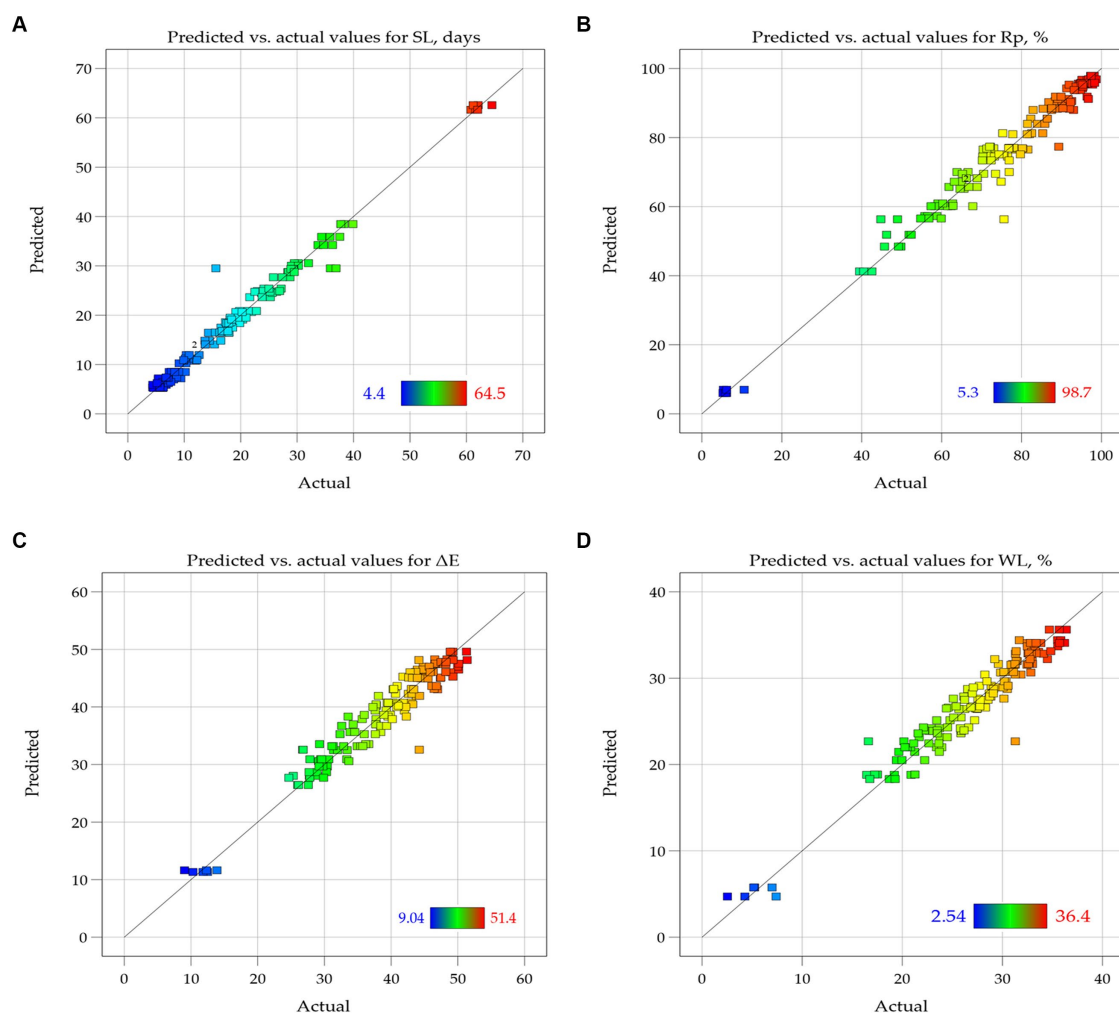 A
Predicted vs. actual values for SL, days
70
60
50
40
30
20
10
0
Predicted
2
2
4.4 64.5
0 10 20 30 40 50 60 70
Actual
B
Predicted vs. actual values for Rp, %
100
80
60
40
20
0
Predicted
2
5.3 98.7
0 20 40 60 80 100
Actual
C
Predicted vs. actual values for ΔE
60
50
40
30
20
10
0
Predicted
9.04 51.4
0 10 20 30 40 50 60
Actual
D
Predicted vs. actual values for WL, %
40
30
20
10
0
Predicted
2.54 36.4
0 10 20 30 40
Actual